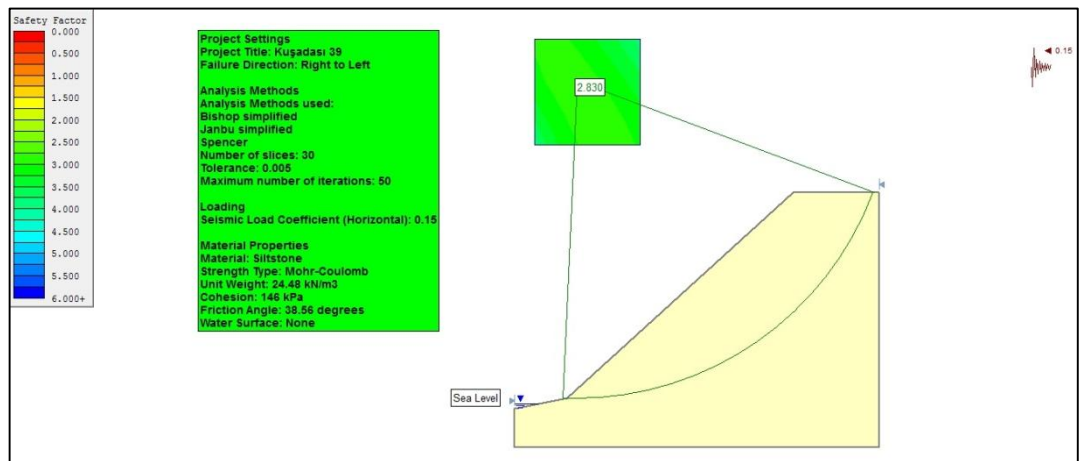 Safety Factor
0.000
0.500
1.000
1.500
2.000
2.500
3.000
3.500
4.000
4.500
5.000
5.500
6.000+
Project Settings
Project Title: Kuşadası 39
Failure Direction: Right to Left
Analysis Methods
Analysis Methods used:
Bishop simplified
Janbu simplified
Spencer
Number of slices: 30
Tolerance: 0.005
Maximum number of iterations: 50
Loading
Seismic Load Coefficient (Horizontal): 0.15
Material Properties
Material: Siltstone
Strength Type: Mohr-Coulomb
Unit Weight: 24.48 kN/m3
Cohesion: 146 kPa
Friction Angle: 38.56 degrees
Water Surface: None
2.830
0.15
Sea Level